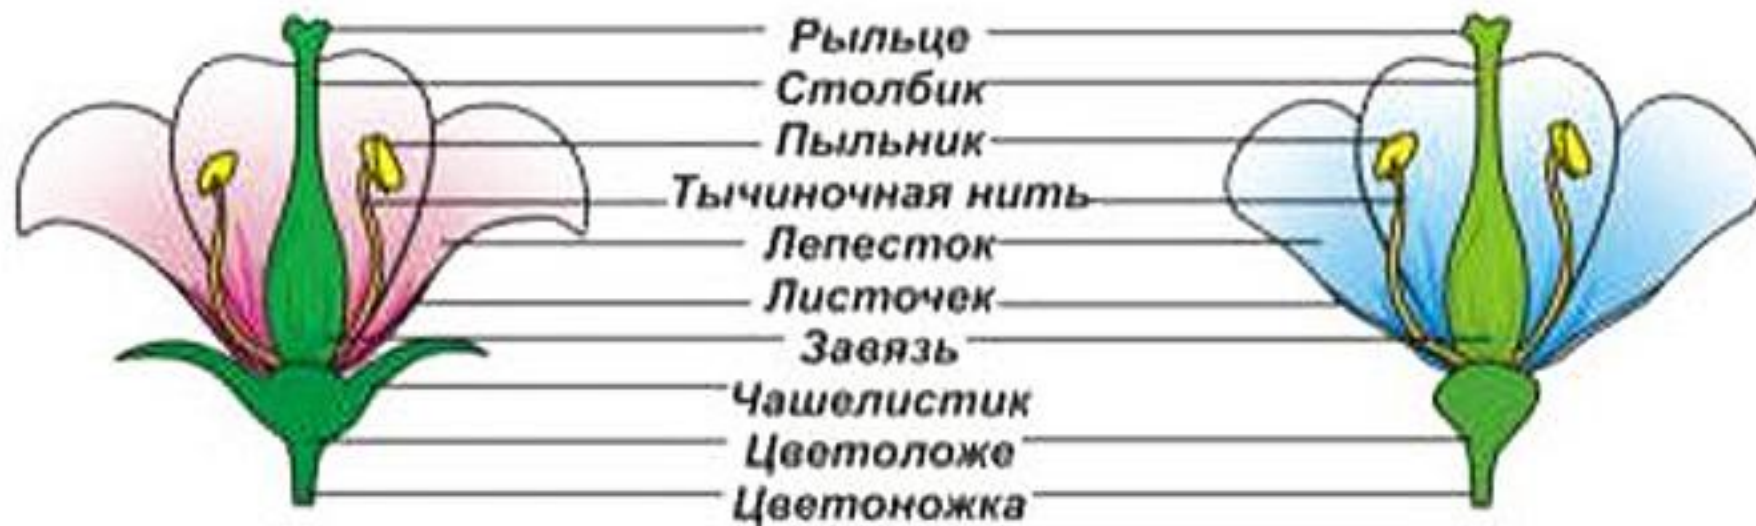 Рыльце
Столбик
Пыльник
Тычиночная нить
Лепесток
Листочек
Завязь
Чашелистик
Цветоложе
Цветоножка